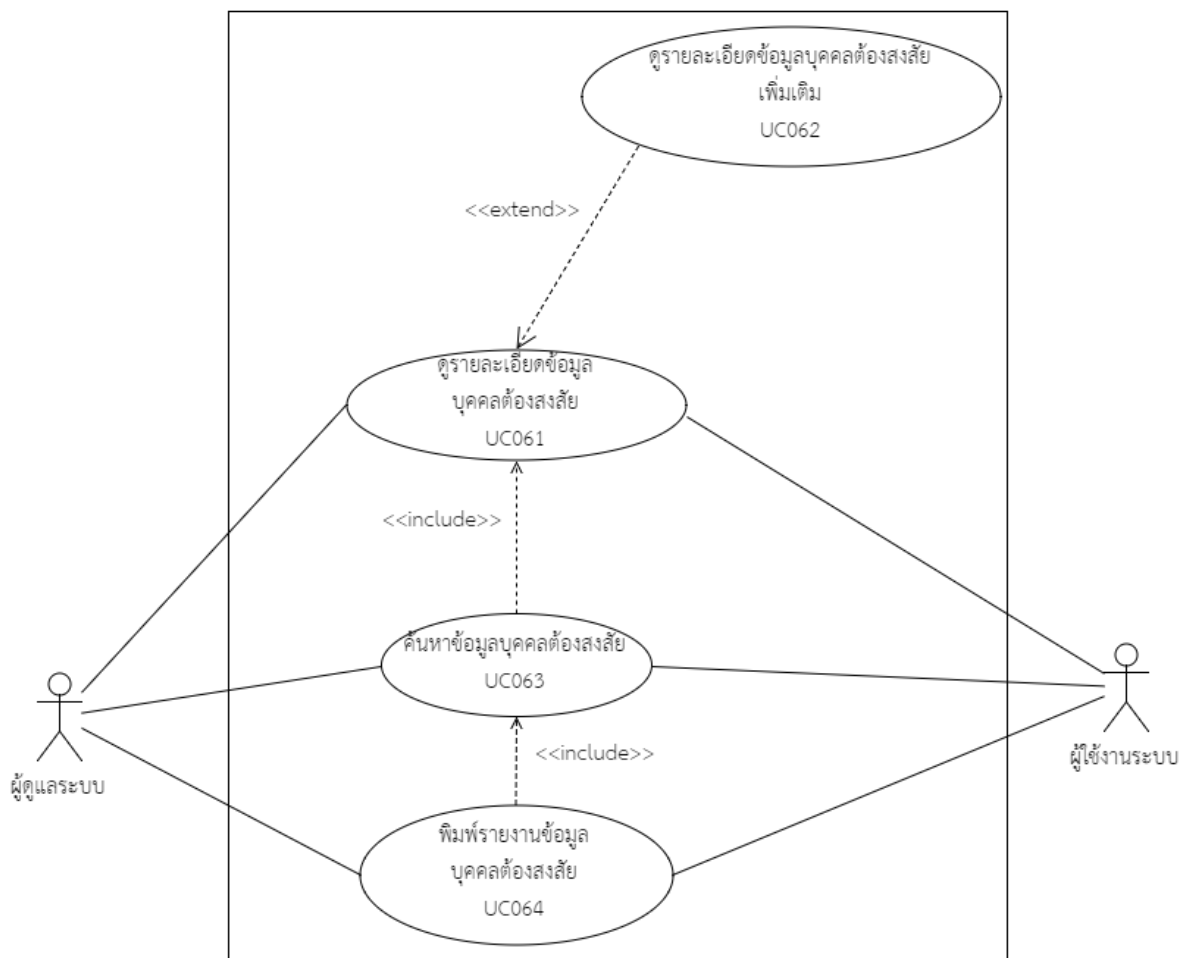 ดูรายละเอียดข้อมูลบุคคลต้องสงสัย
เพิ่มเติม
UC062
<<extend>>
ดูรายละเอียดข้อมูล
บุคคลต้องสงสัย
UC061
<<include>>
ค้นหาข้อมูลบุคคลต้องสงสัย
UC063
<<include>>
ผู้ดูแลระบบ
ผู้ใช้งานระบบ
พิมพ์รายงานข้อมูล
บุคคลต้องสงสัย
UC064